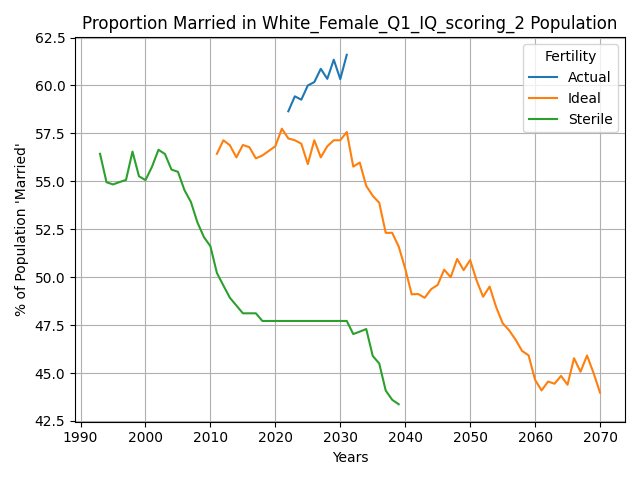 Proportion Married in White_Female_Q1_IQ_scoring_2 Population
Fertility
Actual
Ideal
Sterile
% of Population 'Married'
62.5
60.0
57.5
55.0
52.5
50.0
47.5
45.0
42.5
1990 2000 2010 2020 2030 2040 2050 2060 2070
Years